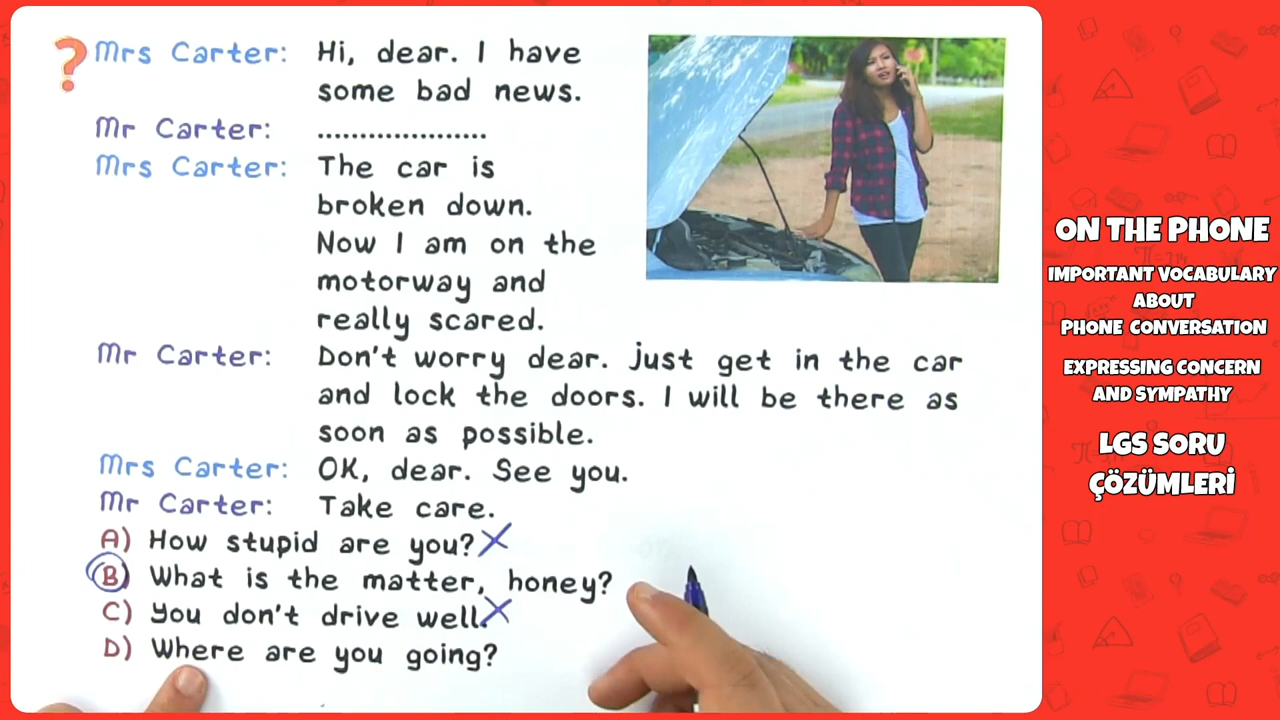 ? Mrs Carter: Hi, dear. I have
some bad news.
Mr Carter: ....................
Mrs Carter: The car is
broken down.
Now I am on the
motorway and
really scared.
Mr Carter: Don't worry dear. Just get in the car
and lock the doors. I will be there as
soon as possible.
Mrs Carter: OK, dear. See you.
Mr Carter: Take care.
A) How stupid are you? X
B) What is the matter, honey?
C) You don't drive well. X
D) Where are you going?
ON THE PHONE
IMPORTANT VOCABULARY
ABOUT
PHONE CONVERSATION
EXPRESSING CONCERN
AND SYMPATHY
LGS SORU
ÇÖZÜMLERİ